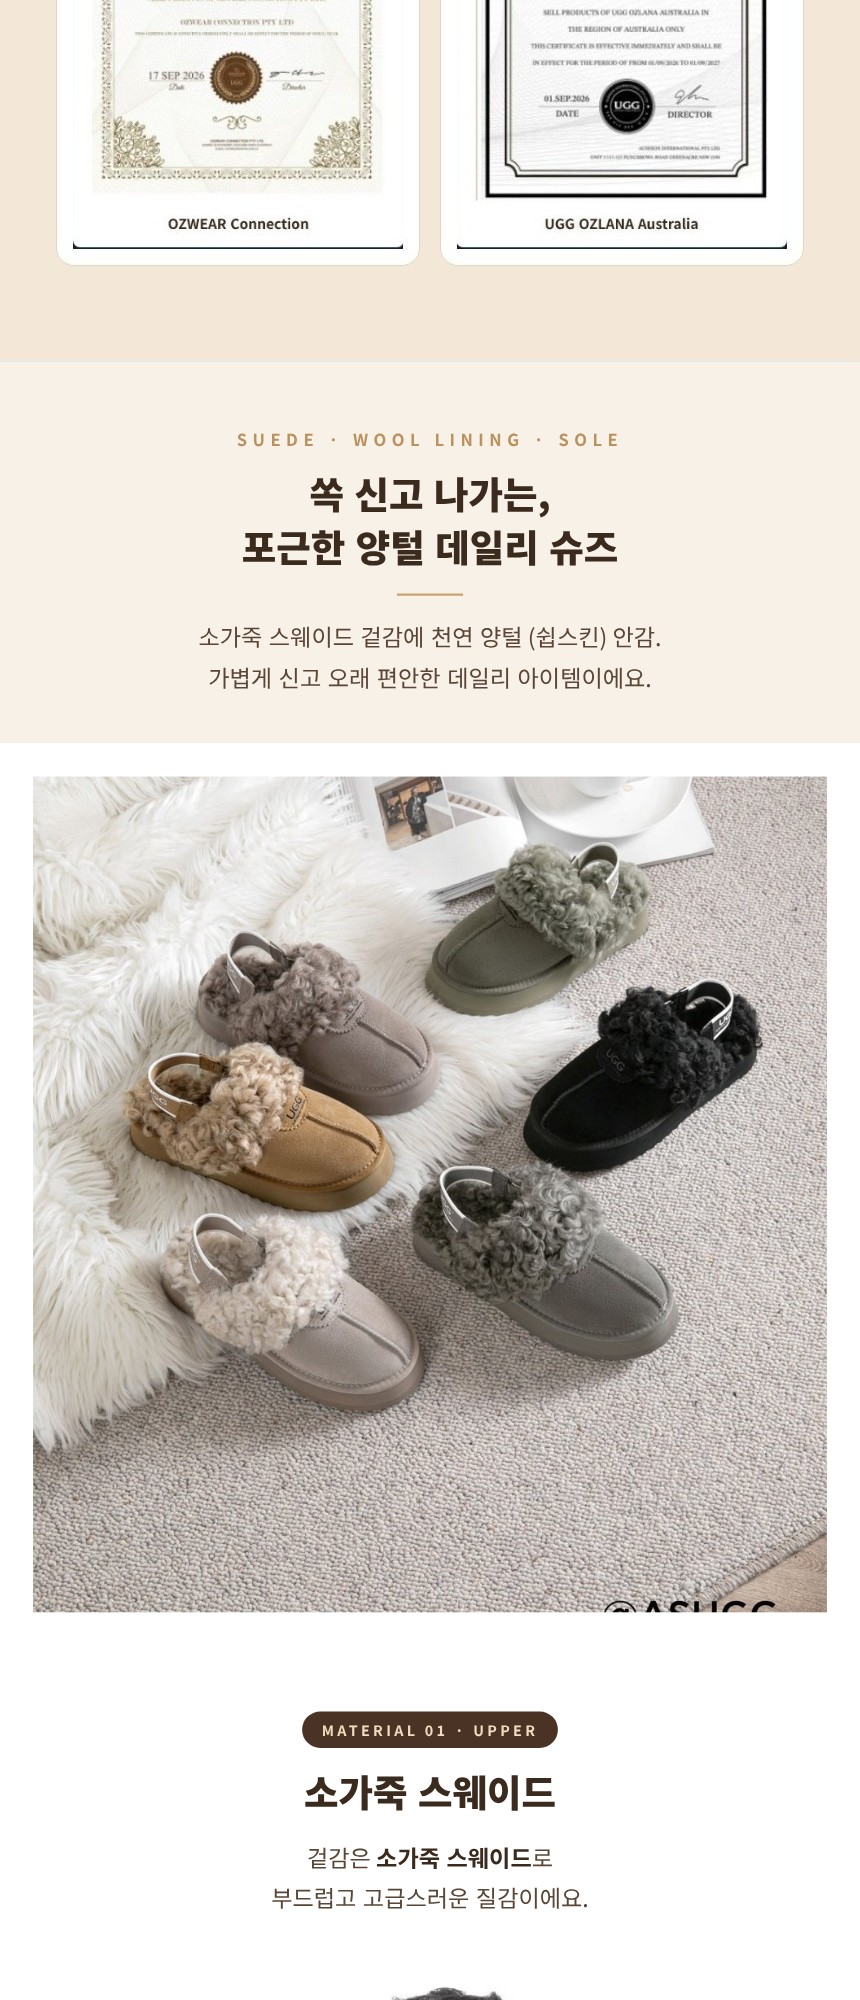 OZWEAR CONNECTION PTY LTD
17 SEP 2026
Date
Director
UGG
OZWEAR Connection
SELL PRODUCTS OF UGG OZLANA AUSTRALIA IN
THE REGION OF AUSTRALIA ONLY
THIS CERTIFICATE IS EFFECTIVE IMMEDIATELY AND SHALL BE
IN EFFECT FOR THE PERIOD OF FROM 01/09/2026 TO 01/09/2027
01.SEP.2026
DATE
UGG
DIRECTOR
UGG OZLANA Australia
SUEDE · WOOL LINING · SOLE
쏙 신고 나가는,
포근한 양털 데일리 슈즈
소가죽 스웨이드 겉감에 천연 양털 (쉽스킨) 안감.
가볍게 신고 오래 편안한 데일리 아이템이에요.
UGG
UGG
@ASUGG
MATERIAL 01 · UPPER
소가죽 스웨이드
겉감은 소가죽 스웨이드로
부드럽고 고급스러운 질감이에요.